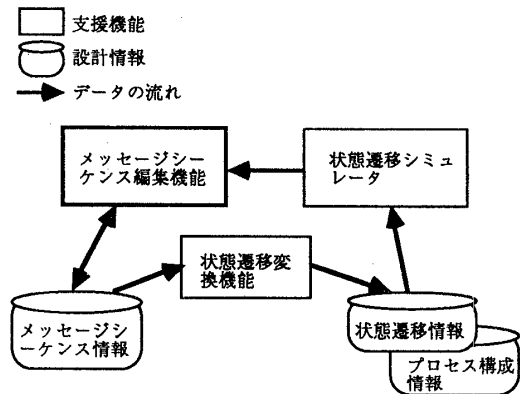 支援機能
設計情報
データの流れ
メッセージシー
ケンス編集機能
状態遷移シミュ
レータ
状態遷移変
換機能
メッセージシ
ーケンス情報
状態遷移情報
プロセス構成
情報